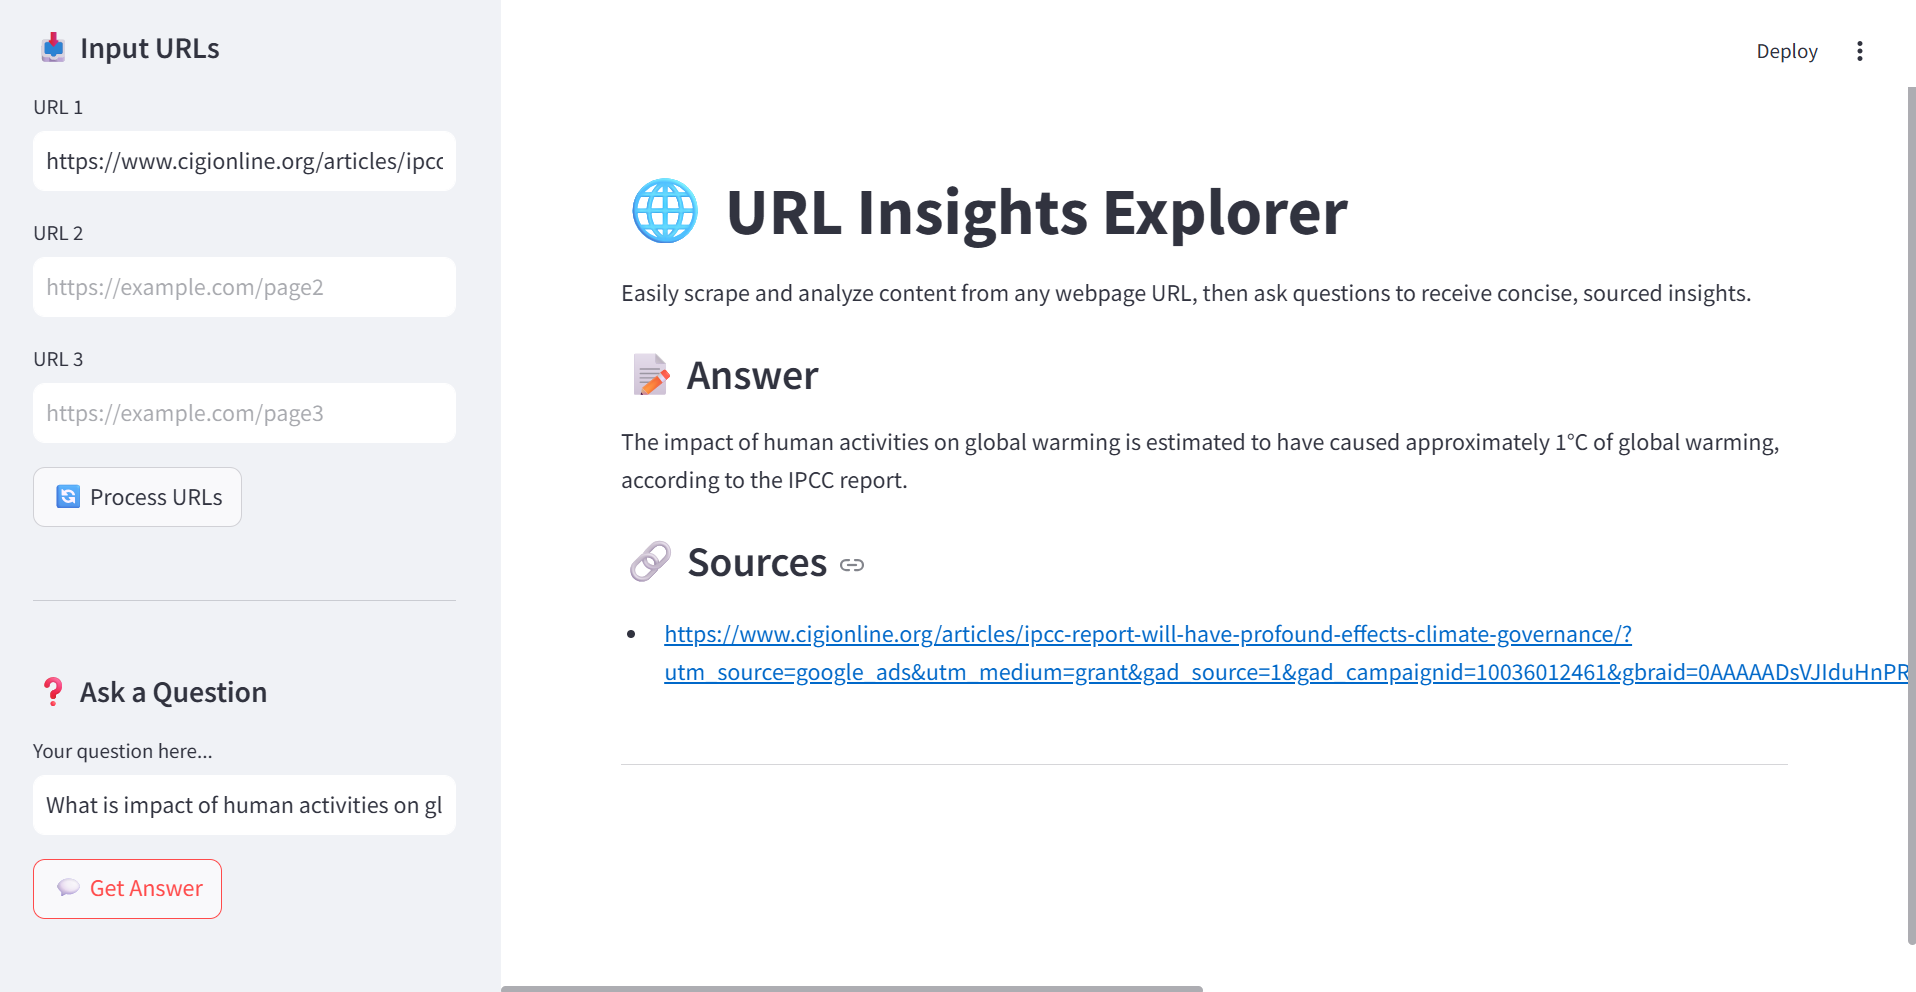 Input URLs
URL 1
https://www.cigionline.org/articles/ipcc
URL 2
https://example.com/page2
URL 3
https://example.com/page3
Process URLs
Ask a Question
Your question here...
What is impact of human activities on gl
Get Answer
Deploy
URL Insights Explorer
Easily scrape and analyze content from any webpage URL, then ask questions to receive concise, sourced insights.
Answer
The impact of human activities on global warming is estimated to have caused approximately 1°C of global warming,
according to the IPCC report.
Sources
https://www.cigionline.org/articles/ipcc-report-will-have-profound-effects-climate-governance/?
utm_source=google_ads&utm_medium=grant&gad_source=1&gad_campaignid=10036012461&gbraid=0AAAAADsVJIduHnPR